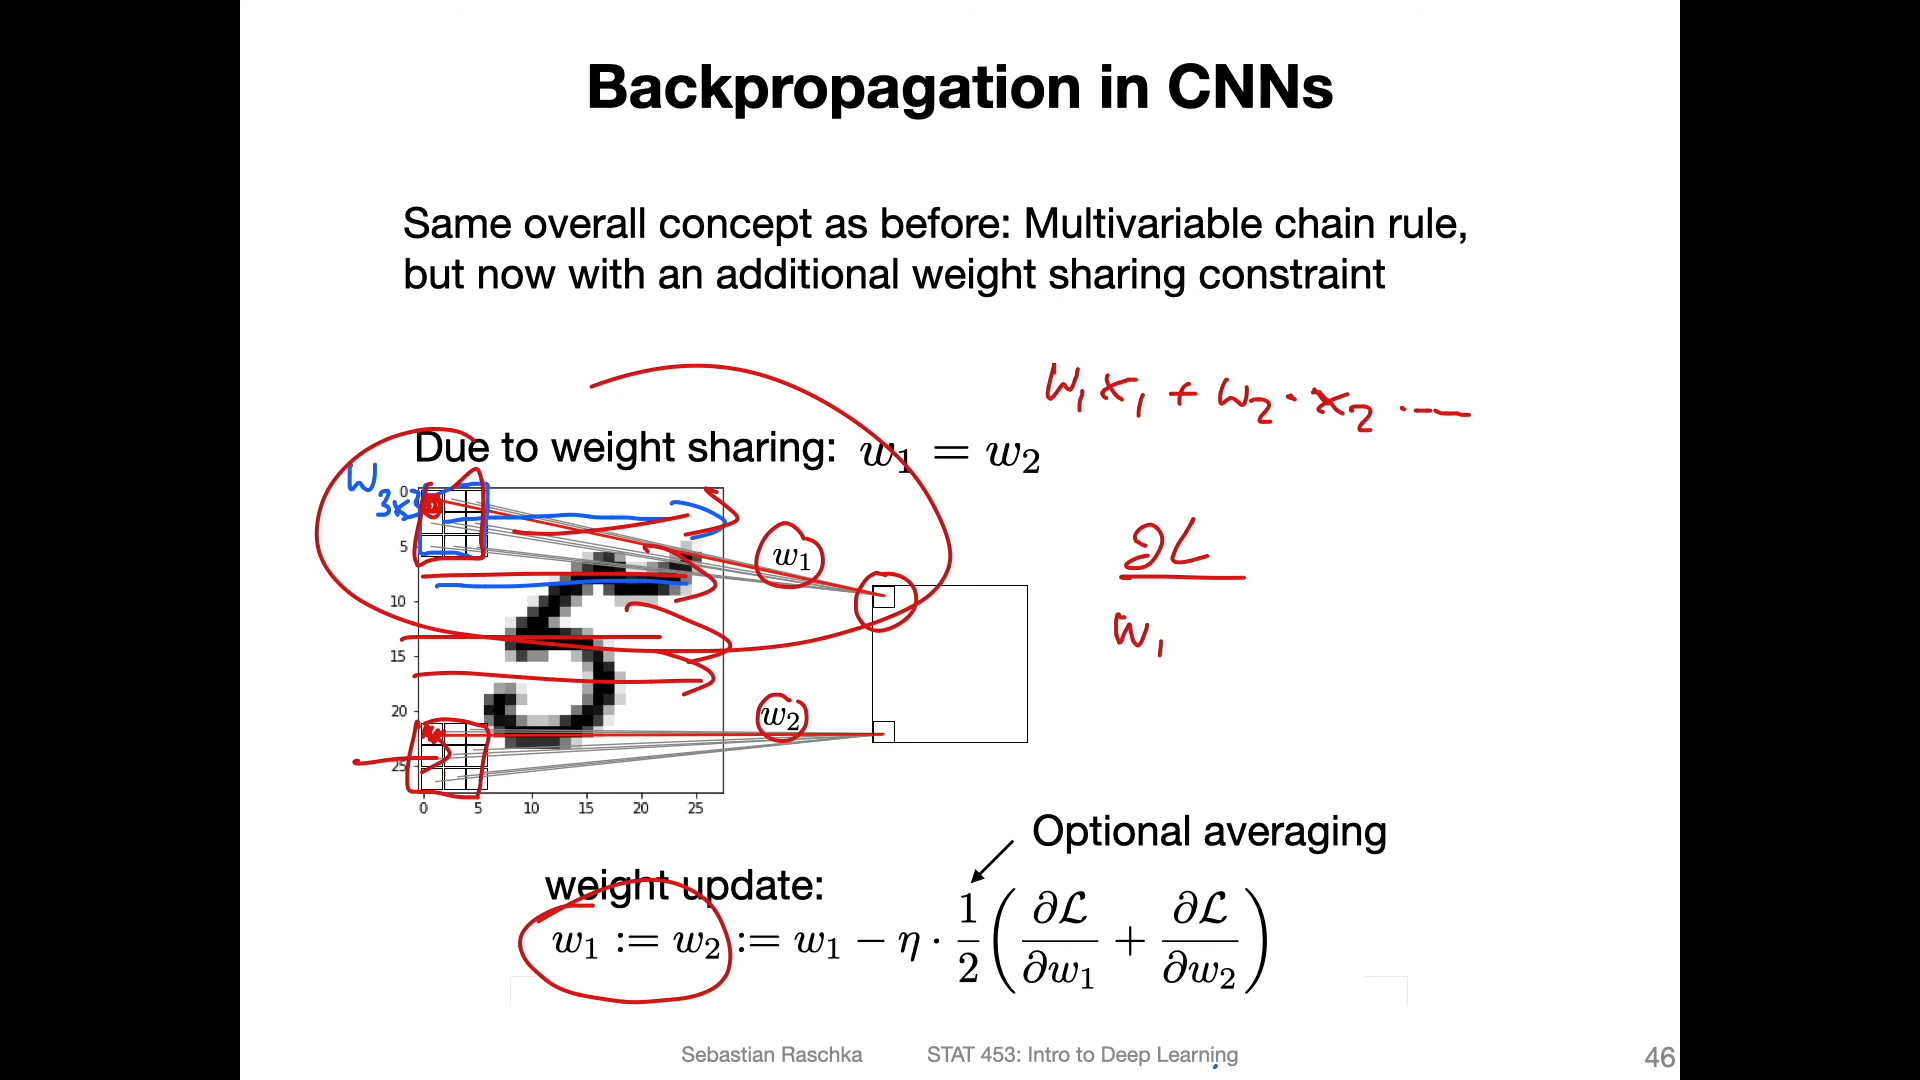 Backpropagation in CNNs
Same overall concept as before: Multivariable chain rule,
but now with an additional weight sharing constraint
w₁x₁ + w₂·x₂ ·—
Due to weight sharing: w₁ = w₂
W
3x3
0
5
10
15
20
25
0 5 10 15 20 25
w₁
w₂
∂L
w₁
Optional averaging
weight update:
w₁ := w₂ := w₁ − η · 1/2 (∂ℒ/∂w₁ + ∂ℒ/∂w₂)
Sebastian Raschka STAT 453: Intro to Deep Learning 46